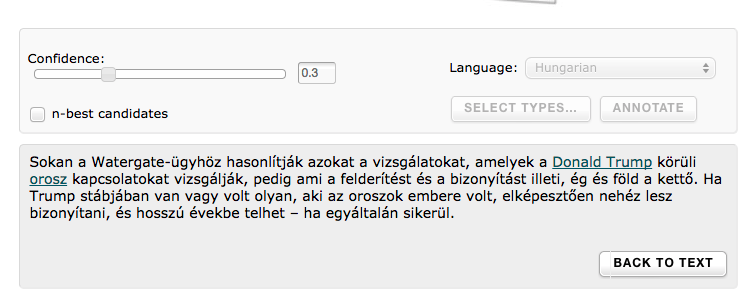 Confidence:
0.3
Language: Hungarian
n-best candidates
SELECT TYPES... ANNOTATE
Sokan a Watergate-ügyhöz hasonlítják azokat a vizsgálatokat, amelyek a Donald Trump körüli
orosz kapcsolatokat vizsgálják, pedig ami a felderítést és a bizonyítást illeti, ég és föld a kettő. Ha
Trump stábjában van vagy volt olyan, aki az oroszok embere volt, elképesztően nehéz lesz
bizonyítani, és hosszú évekbe telhet – ha egyáltalán sikerül.
BACK TO TEXT